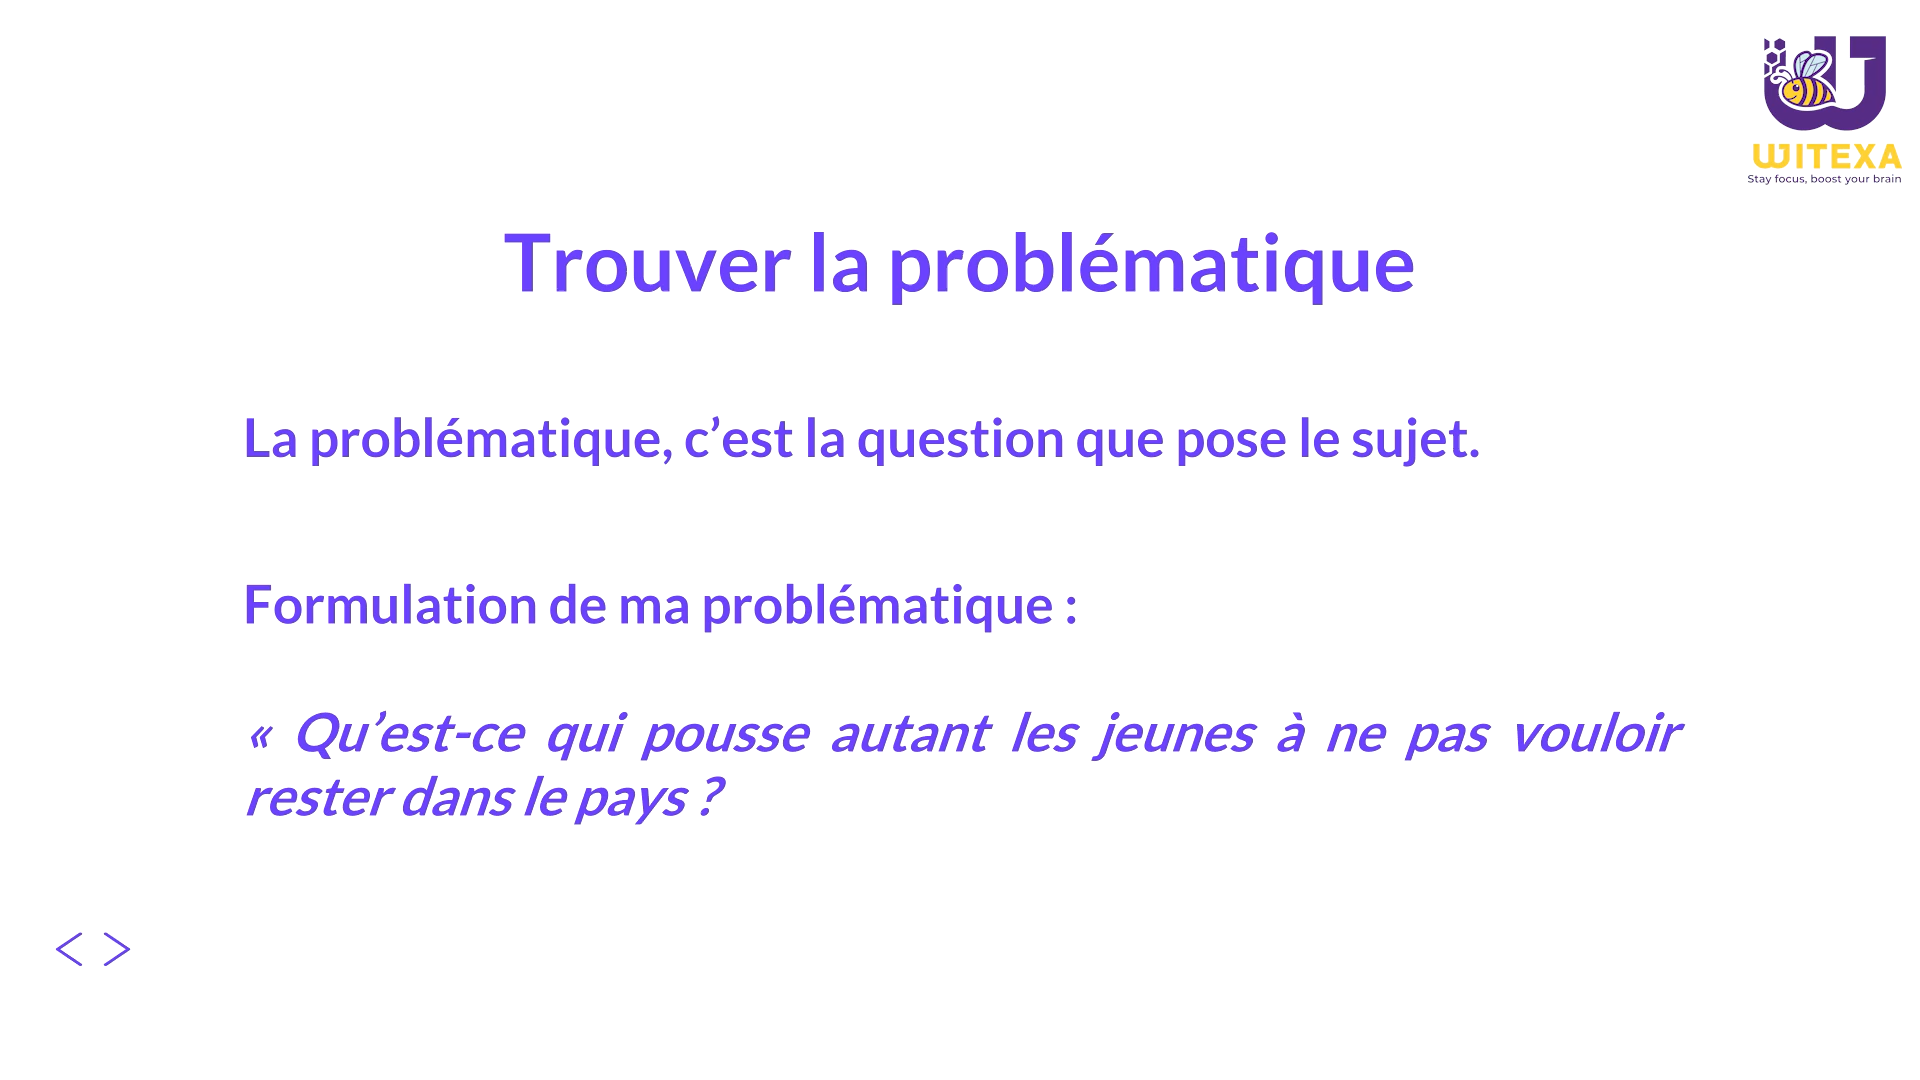 WITEXA
Stay focus, boost your brain
Trouver la problématique
La problématique, c’est la question que pose le sujet.
Formulation de ma problématique :
« Qu’est-ce qui pousse autant les jeunes à ne pas vouloir
rester dans le pays ?